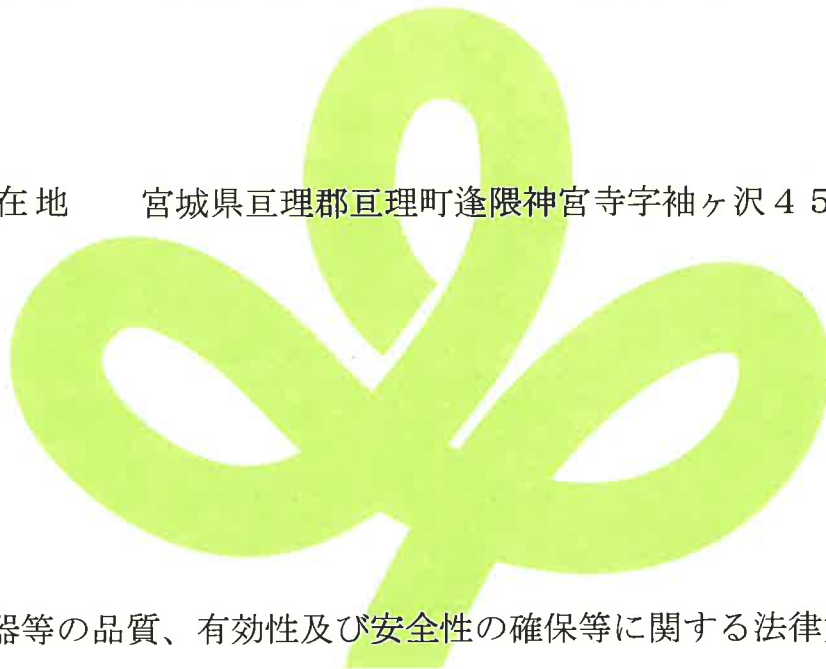 在地　宮城県亘理郡亘理町逢隈神宮寺字袖ヶ沢４５
器等の品質、有効性及び安全性の確保等に関する法律